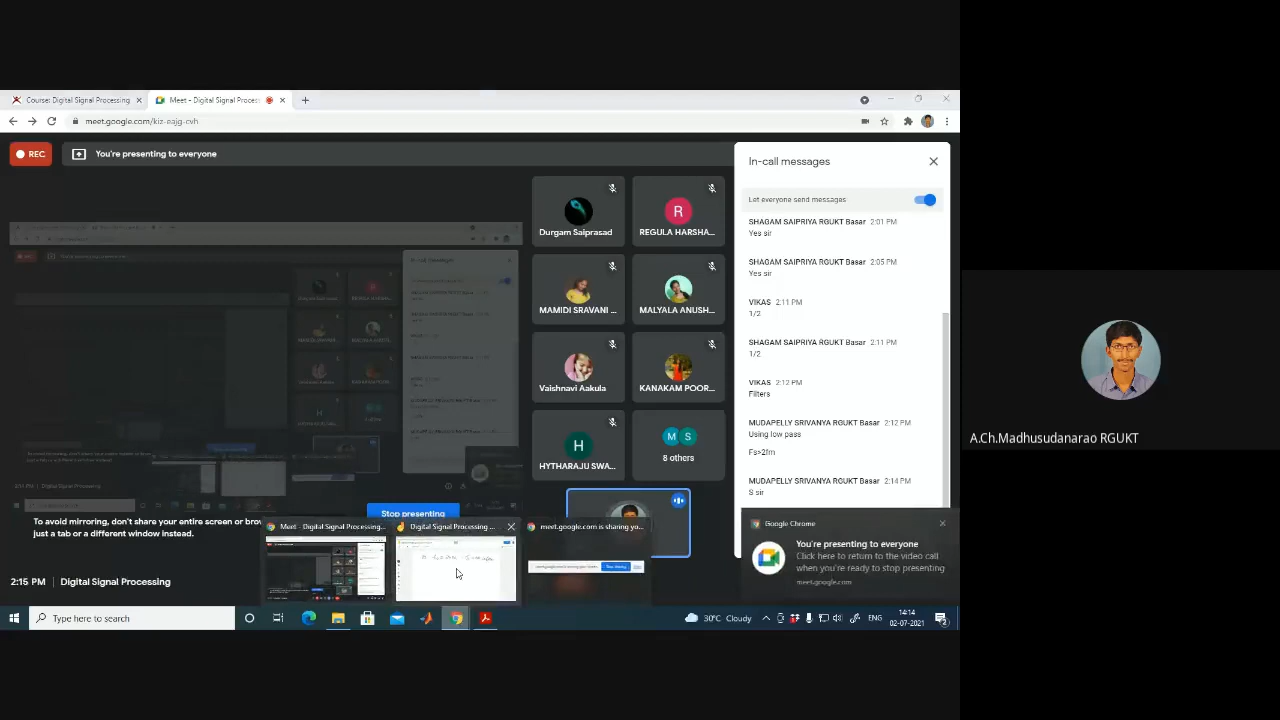 Course: Digital Signal Processing
Meet - Digital Signal Process
meet.google.com/kiz-eajg-cvh
REC
You're presenting to everyone
In-call messages
Let everyone send messages
SHAGAM SAIPRIYA RGUKT Basar 2:01 PM
Yes sir
SHAGAM SAIPRIYA RGUKT Basar 2:05 PM
Yes sir
VIKAS 2:11 PM
1/2
SHAGAM SAIPRIYA RGUKT Basar 2:11 PM
1/2
VIKAS 2:12 PM
Filters
MUDAPELLY SRIVANYA RGUKT Basar 2:12 PM
Using low pass
Fs>2fm
MUDAPELLY SRIVANYA RGUKT Basar 2:14 PM
S sir
Durgam Saiprasad
R
REGULA HARSHA...
MAMIDI SRAVANI ...
MALYALA ANUSH...
Vaishnavi Aakula
KANAKAM POOR...
H
HYTHARAJU SWA...
M S
8 others
Stop presenting
To avoid mirroring, don't share your entire screen or brow
just a tab or a different window instead.
Meet - Digital Signal Processing...
Digital Signal Processing ...
meet.google.com is sharing yo...
Google Chrome
You're presenting to everyone
Click here to return to the video call
when you're ready to stop presenting
meet.google.com
2:15 PM | Digital Signal Processing
Type here to search
30°C Cloudy
ENG
14:14
02-07-2021
2
A.Ch.Madhusudanarao RGUKT